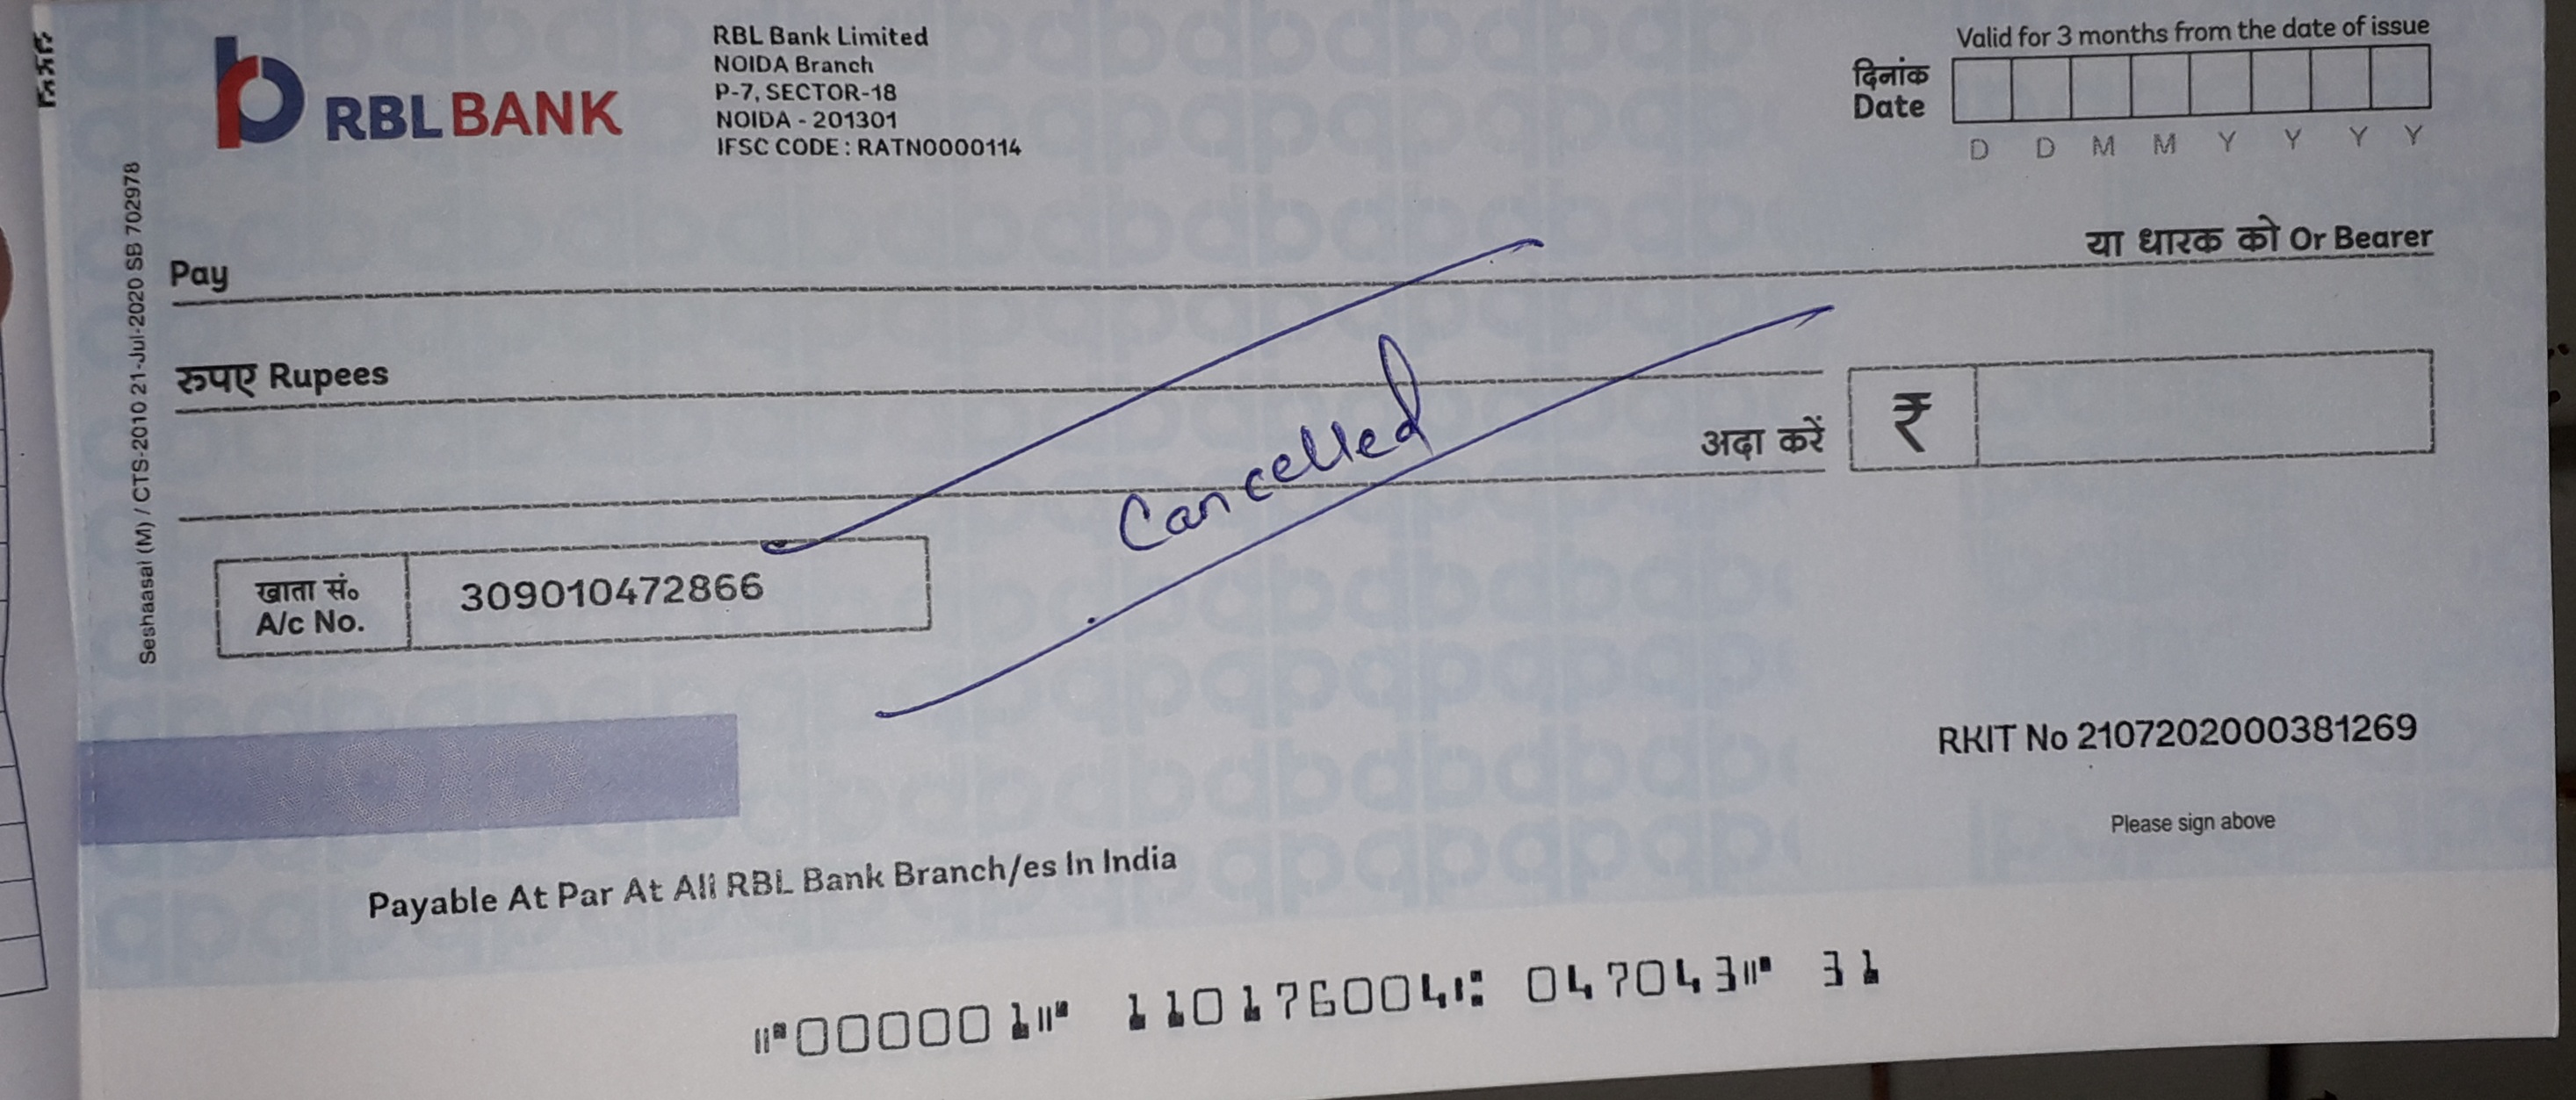 RBL BANK
RBL Bank Limited
NOIDA Branch
P-7, SECTOR-18
NOIDA - 201301
IFSC CODE : RATN0000114
Valid for 3 months from the date of issue
दिनांक
Date
D D M M Y Y Y Y
Pay
या धारक को Or Bearer
रुपए Rupees
अदा करें
₹
Cancelled
खाता सं०
A/c No.
309010472866
Seshaasai (M) / CTS-2010 21-Jul-2020 SB 702978
VOID
RKIT No 2107202000381269
Please sign above
Payable At Par At All RBL Bank Branch/es In India
⑈000001⑈ 110176004⑆ 047043⑈ 31